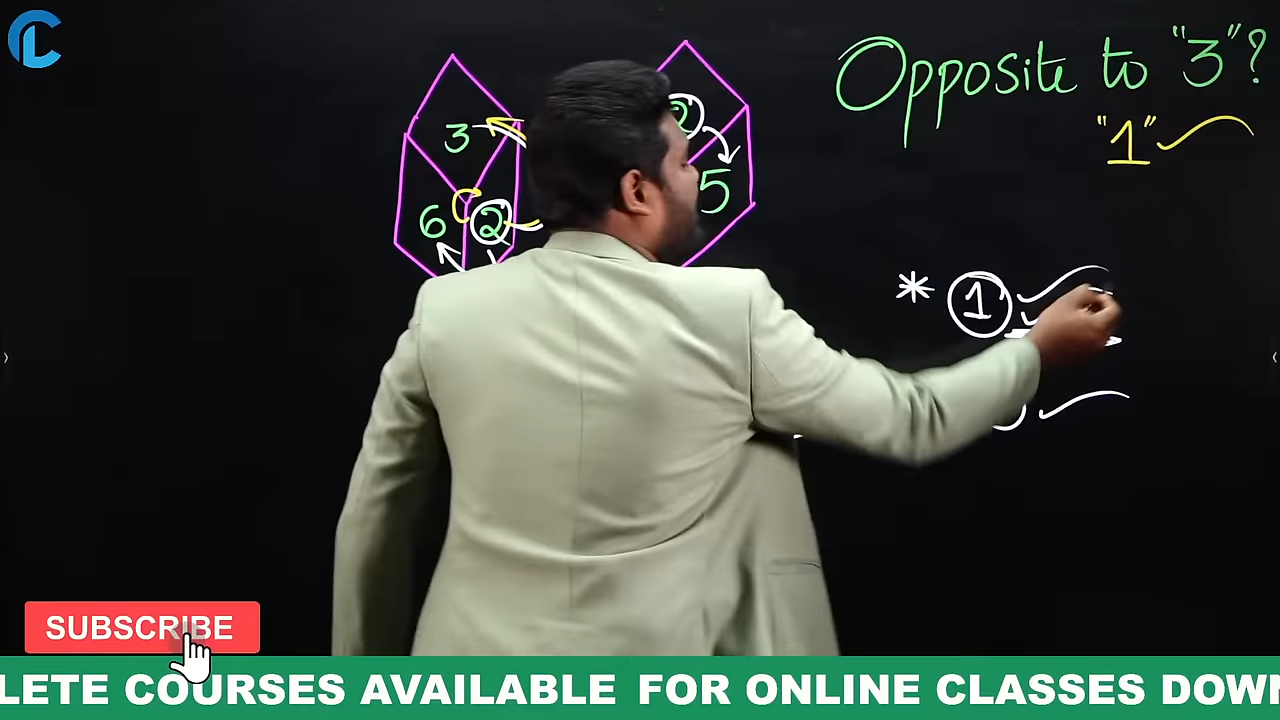 Opposite to "3"?
"1"
3
2
5
6
2
* 1
SUBSCRIBE
LETE COURSES AVAILABLE FOR ONLINE CLASSES DOWN